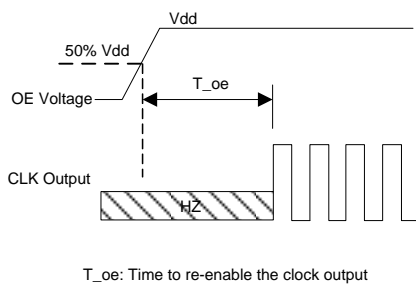 Vdd
50% Vdd
T_oe
OE Voltage
CLK Output
HZ
T_oe: Time to re-enable the clock output